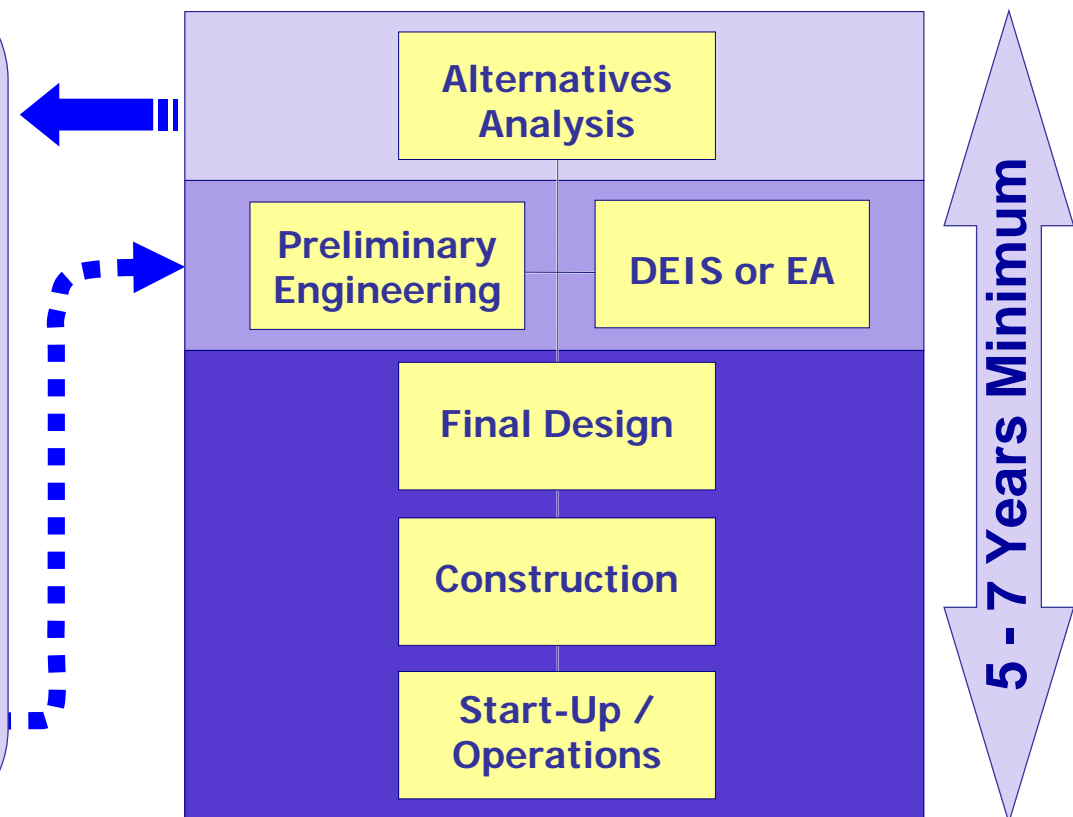 Alternatives
Analysis
Preliminary
Engineering
DEIS or EA
Final Design
Construction
Start-Up /
Operations
5 - 7 Years Minimum